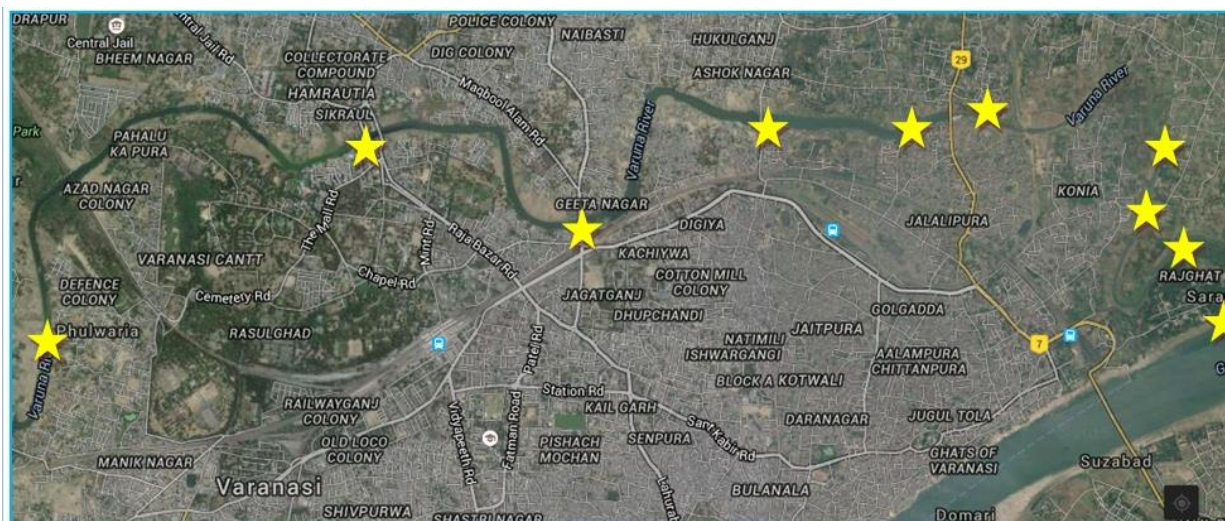 DRAPUR
Central Jail
BHEEM NAGAR
Central-Jail Rd
COLLECTORATE
COMPOUND
HAMRAUTIA
SIKRAUL
POLICE COLONY
DIG COLONY
Maqbool Alam Rd
NAIBASTI
HUKULGANJ
ASHOK NAGAR
29
Varuna River
Varuna River
Park
PAHALU
KA PURA
AZAD NAGAR
COLONY
The Mall Rd
Mint Rd
Raja Bazar Rd
GEETA NAGAR
DIGIYA
KONIA
JALALIPURA
VARANASI CANTT
Chapel Rd
KACHIYWA
COTTON MILL
COLONY
DEFENCE
COLONY
Cemetery Rd
JAGATGANJ
DHUPCHANDI
GOLGADDA
RAJGHAT
Sara
Phulwaria
RASULGHAD
Patel Rd
NATIMILI
ISHWARGANGI
JAITPURA
7
AALAMPURA
CHITTANPURA
G
Varuna Ri
BLOCK A KOTWALI
Station Rd
RAILWAYGANJ
COLONY
Vidyapeeth Rd
Fatman Road
KAIL GARH
DARANAGAR
JUGUL TOLA
Sant Kabir Rd
OLD LOCO
COLONY
PISHACH
MOCHAN
SENPURA
GHATS OF
VARANASI
Suzabad
MANIK NAGAR
Varanasi
BULANALA
Lahurab
SHIVPURWA
SHASTRI NAGAR
Domari